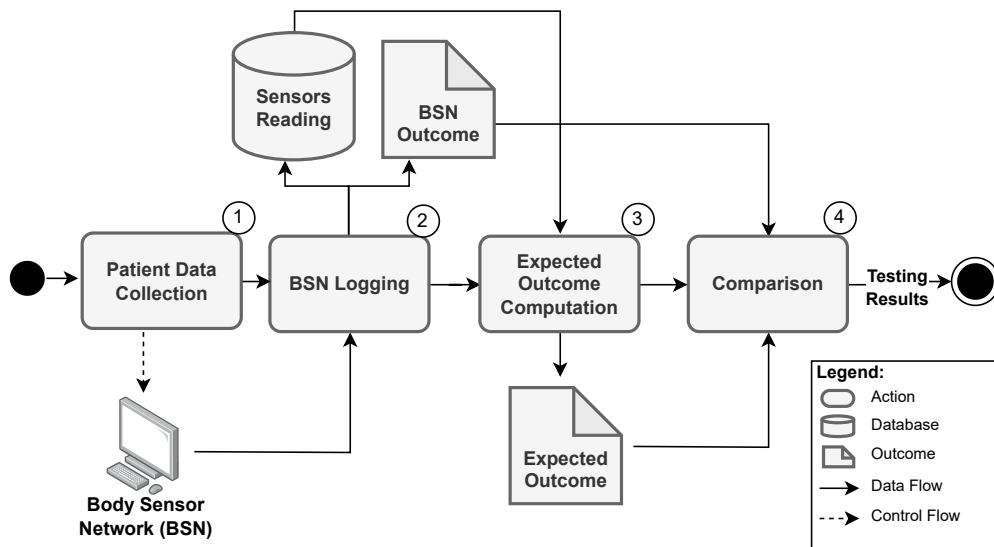 Sensors
Reading
BSN
Outcome
1
Patient Data
Collection
2
BSN Logging
3
Expected
Outcome
Computation
4
Comparison
Testing
Results
Expected
Outcome
Body Sensor
Network (BSN)
Legend:
Action
Database
Outcome
Data Flow
Control Flow